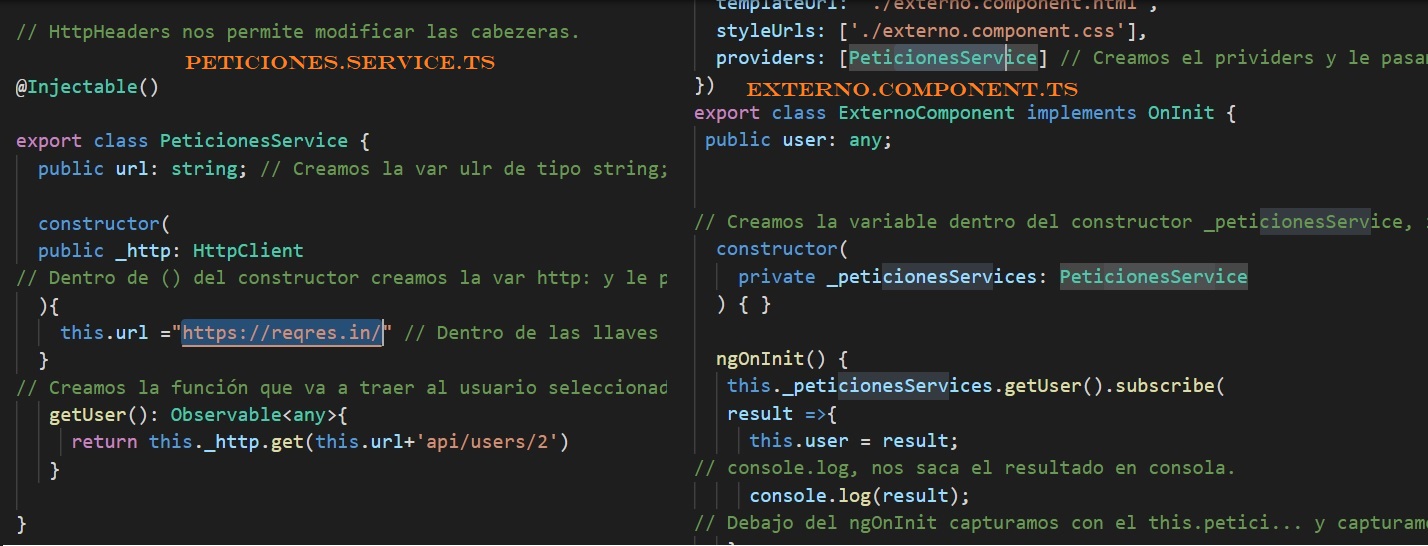 // HttpHeaders nos permite modificar las cabezeras.
PETICIONES.SERVICE.TS
@Injectable()
export class PeticionesService {
public url: string; // Creamos la var ulr de tipo string;
constructor(
public _http: HttpClient
// Dentro de () del constructor creamos la var http: y le p
){
this.url ="https://reqres.in/" // Dentro de las llaves
}
// Creamos la función que va a traer al usuario seleccionad
getUser(): Observable<any>{
return this._http.get(this.url+'api/users/2')
}
}
templateUrl: './externo.component.html',
styleUrls: ['./externo.component.css'],
providers: [PeticionesService] // Creamos el prividers y le pasa
})
EXTERNO.COMPONENT.TS
export class ExternoComponent implements OnInit {
public user: any;
// Creamos la variable dentro del constructor _peticionesService,
constructor(
private _peticionesServices: PeticionesService
) { }
ngOnInit() {
this._peticionesServices.getUser().subscribe(
result =>{
this.user = result;
// console.log, nos saca el resultado en consola.
console.log(result);
// Debajo del ngOnInit capturamos con el this.petici... y capturam